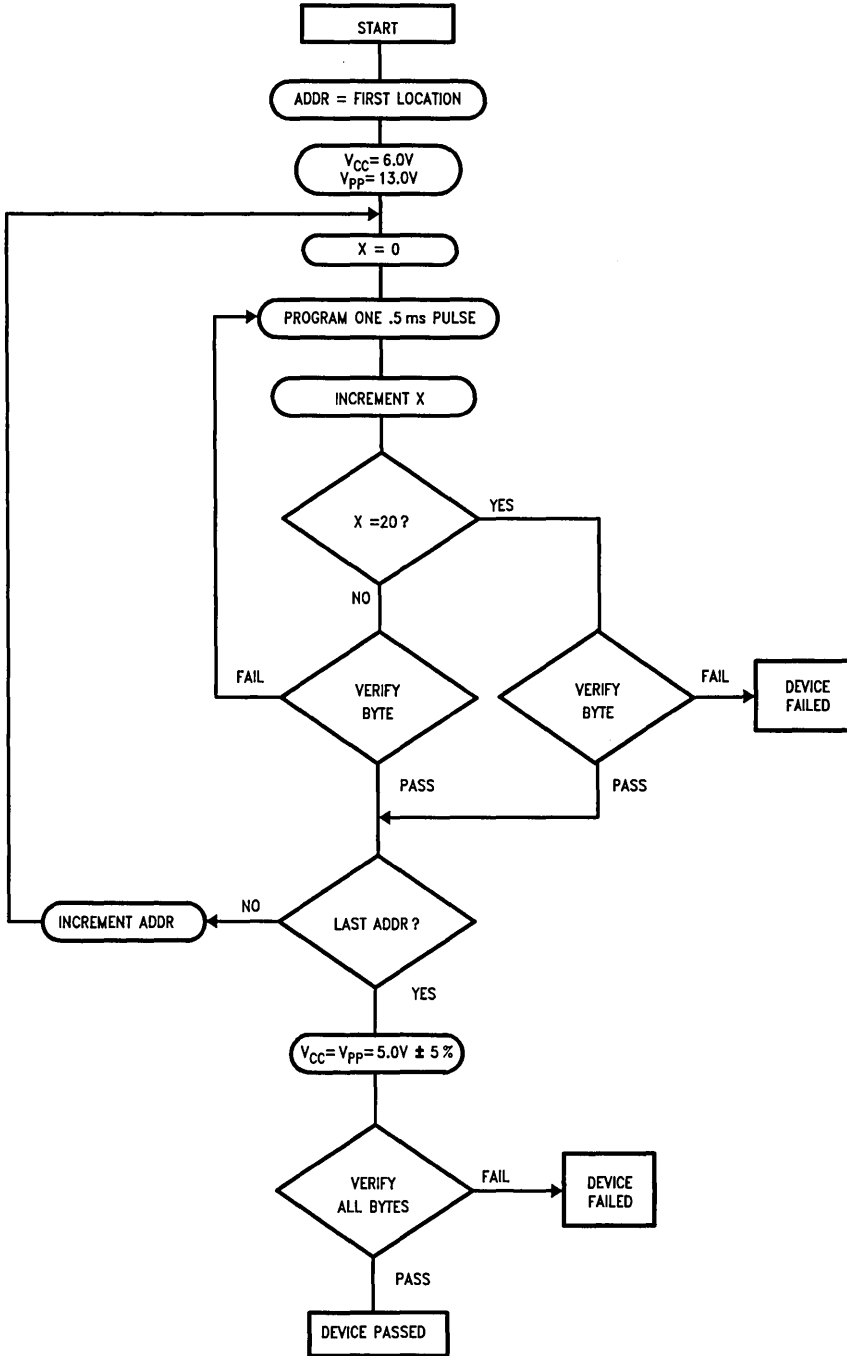 START
ADDR = FIRST LOCATION
VCC= 6.0V
VPP= 13.0V
X = 0
PROGRAM ONE .5 ms PULSE
INCREMENT X
X =20?
YES
NO
VERIFY
BYTE
FAIL
PASS
VERIFY
BYTE
FAIL
DEVICE
FAILED
PASS
LAST ADDR?
NO
INCREMENT ADDR
YES
VCC=VPP=5.0V ± 5%
VERIFY
ALL BYTES
FAIL
DEVICE
FAILED
PASS
DEVICE PASSED